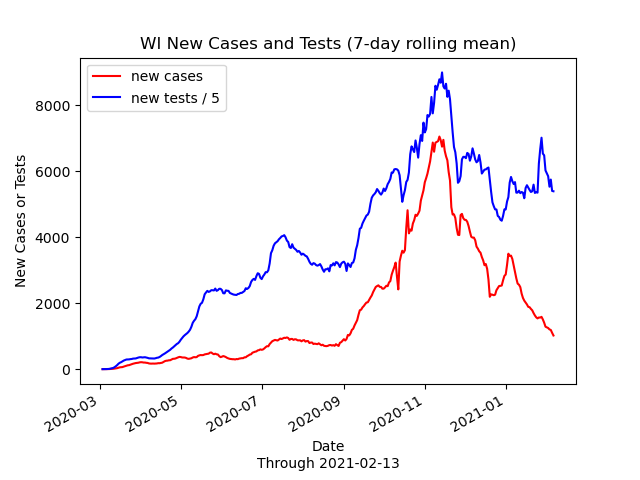 WI New Cases and Tests (7-day rolling mean)
new cases
new tests / 5
8000
6000
4000
2000
0
New Cases or Tests
2020-03
2020-05
2020-07
2020-09
2020-11
2021-01
Date
Through 2021-02-13